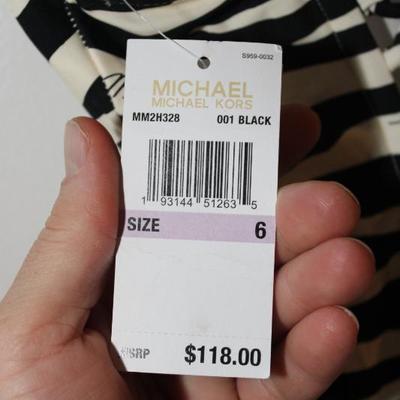 S959-0032
MICHAEL
MICHAEL KORS
MM2H328 001 BLACK
1 93144 51263 5
SIZE 6
MSRP $118.00